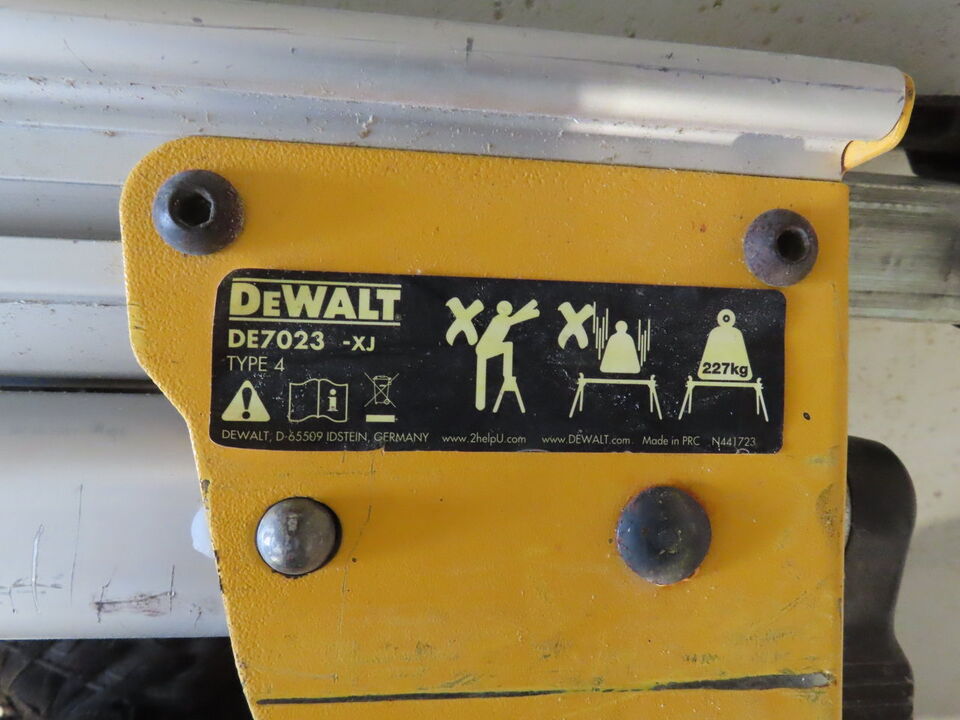 DEWALT
DE7023 -XJ
TYPE 4
227kg
DEWALT, D-65509 IDSTEIN, GERMANY www.2helpU.com www.DEWALT.com Made in PRC N441723